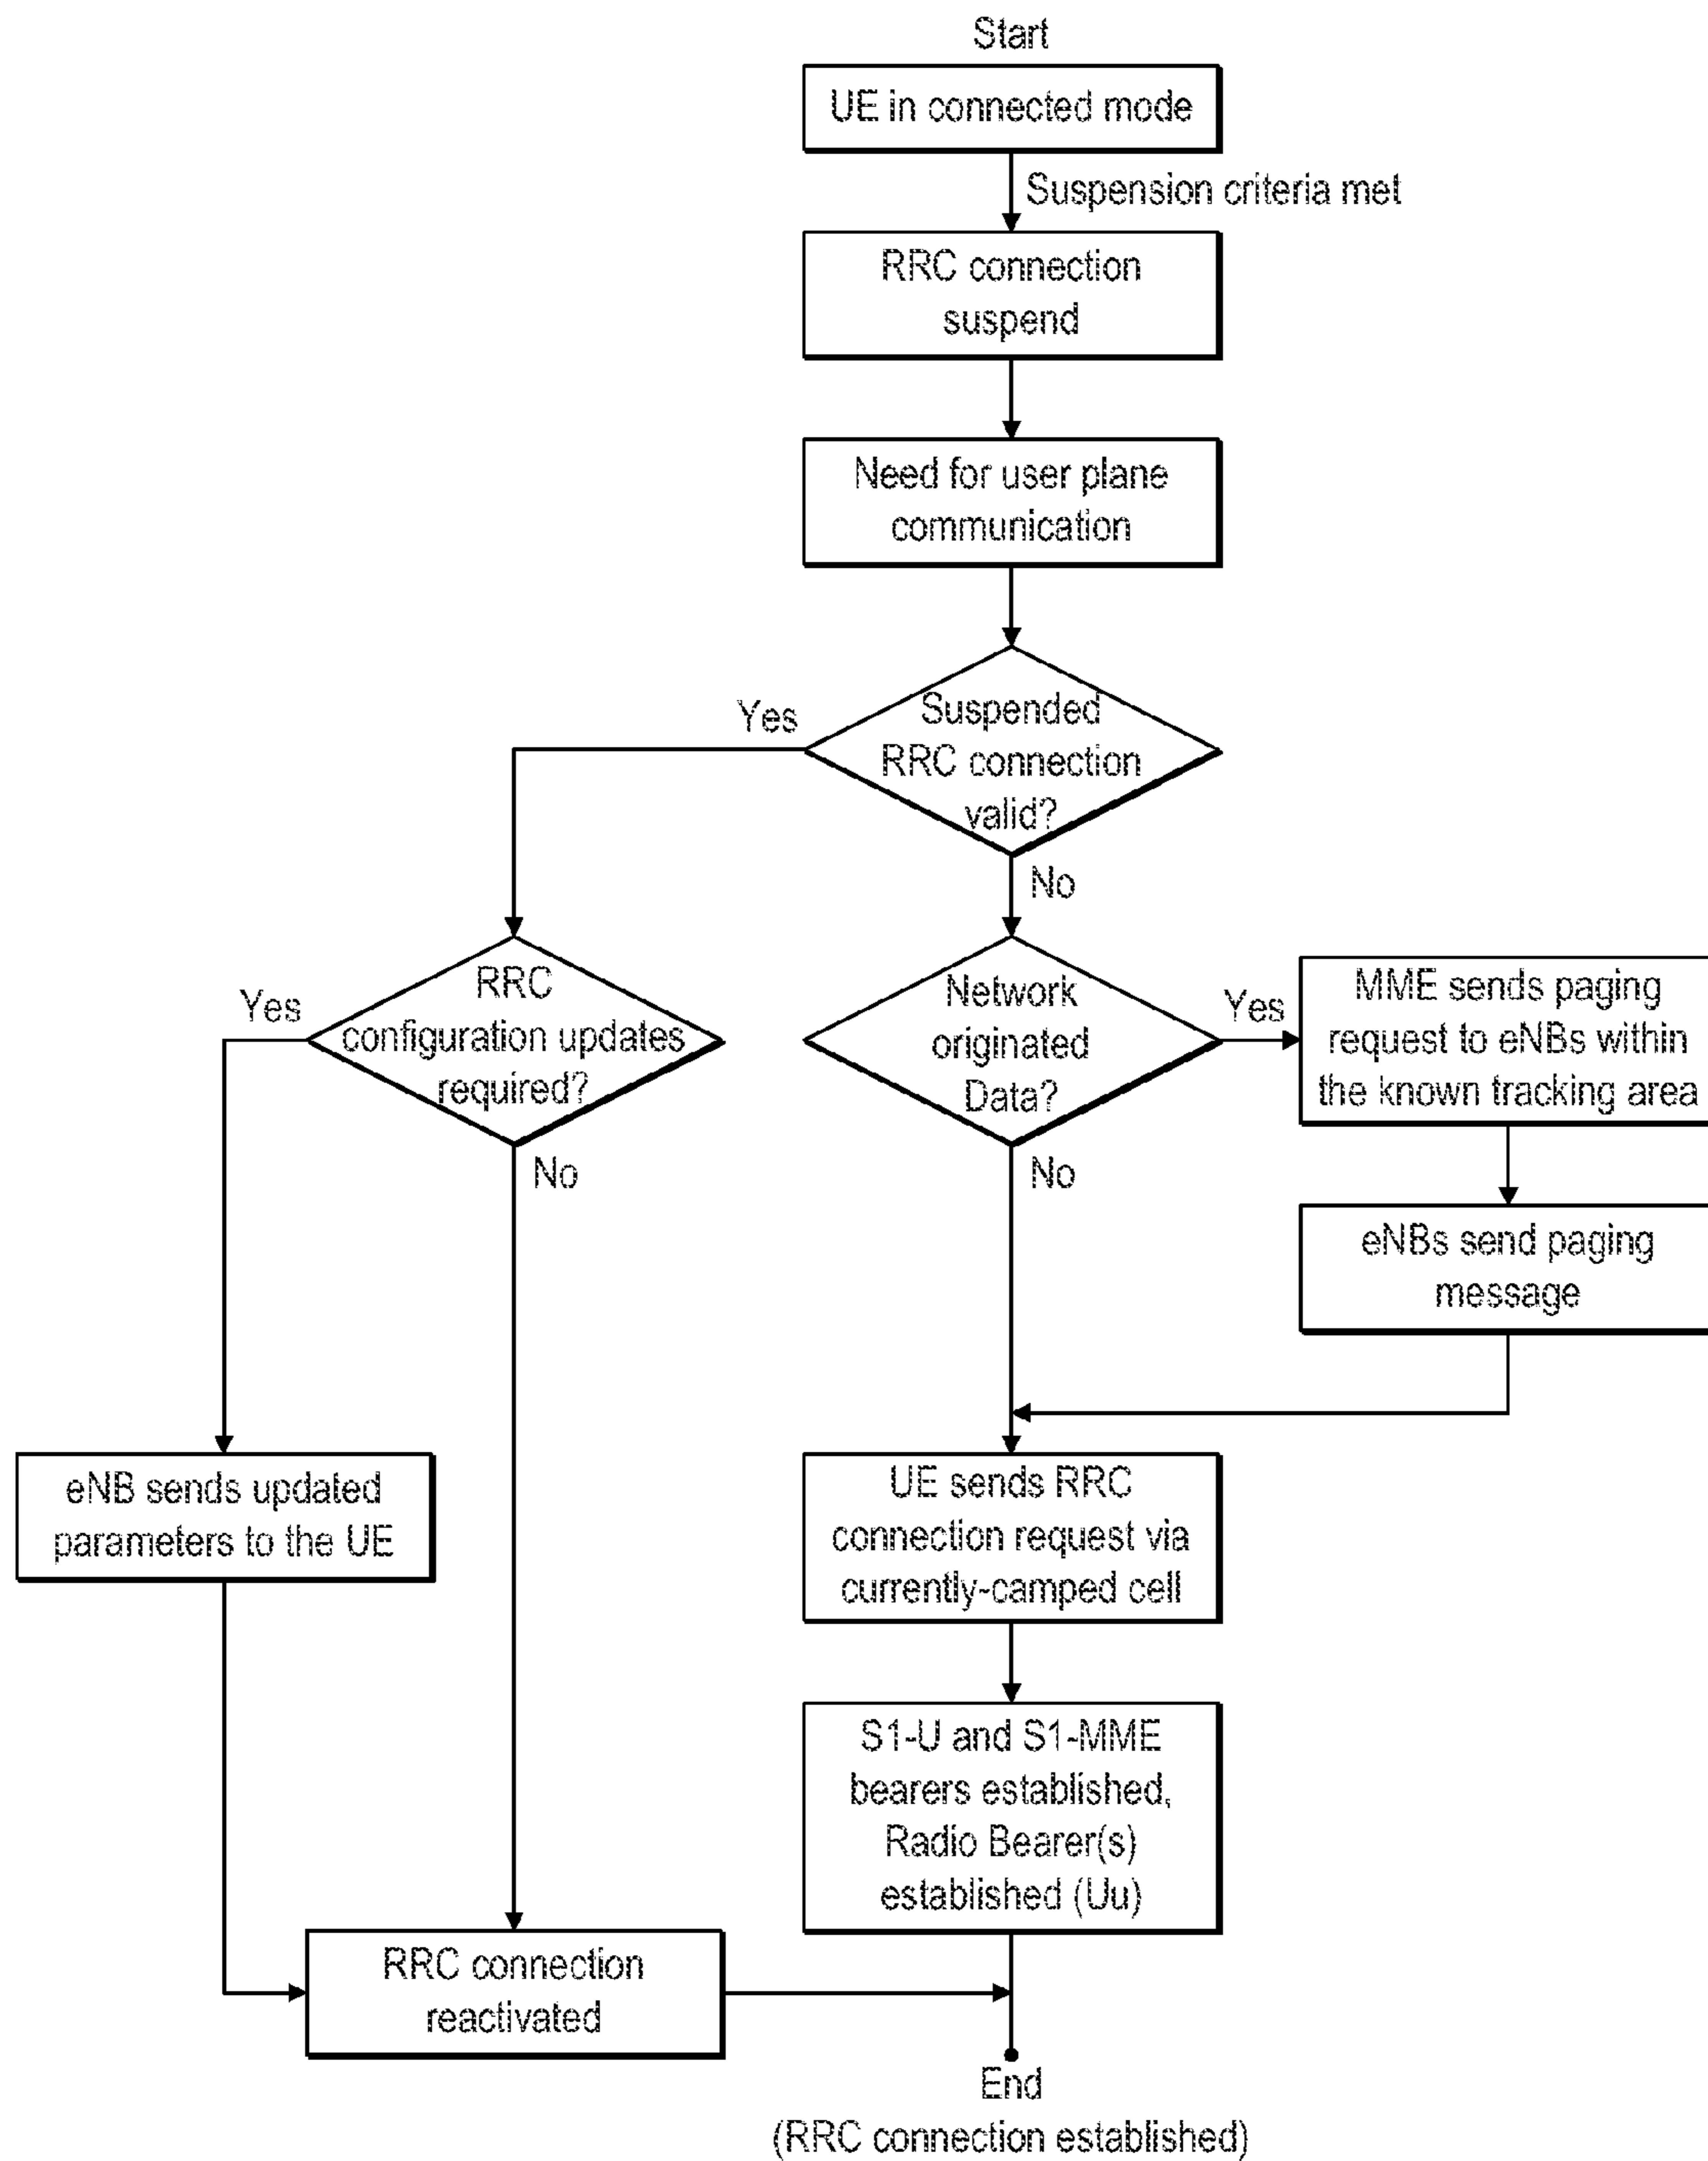 Start
UE in connected mode
Suspension criteria met
RRC connection
suspend
Need for user plane
communication
Yes
Suspended
RRC connection
valid?
No
Yes
RRC
configuration updates
required?
No
Network
originated
Data?
Yes
No
MME sends paging
request to eNBs within
the known tracking area
eNBs send paging
message
eNB sends updated
parameters to the UE
UE sends RRC
connection request via
currently-camped cell
S1-U and S1-MME
bearers established,
Radio Bearer(s)
established (Uu)
RRC connection
reactivated
End
(RRC connection established)